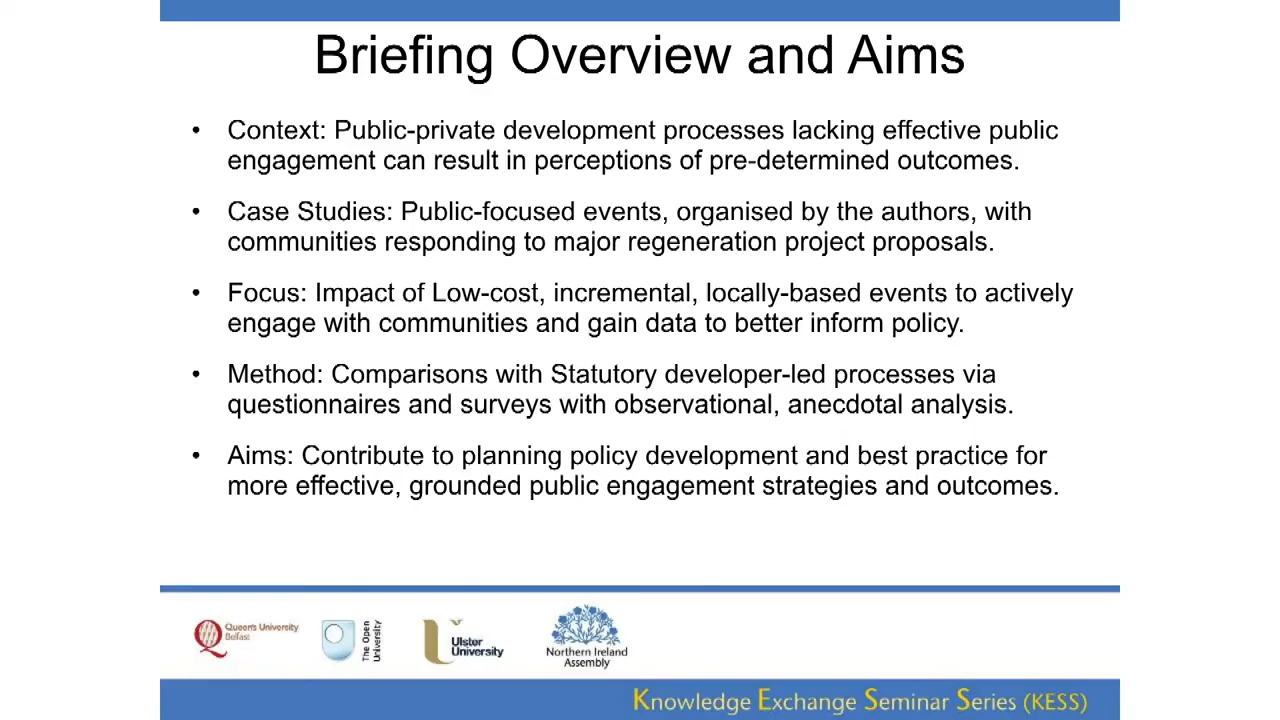 Briefing Overview and Aims
• Context: Public-private development processes lacking effective public
engagement can result in perceptions of pre-determined outcomes.
• Case Studies: Public-focused events, organised by the authors, with
communities responding to major regeneration project proposals.
• Focus: Impact of Low-cost, incremental, locally-based events to actively
engage with communities and gain data to better inform policy.
• Method: Comparisons with Statutory developer-led processes via
questionnaires and surveys with observational, anecdotal analysis.
• Aims: Contribute to planning policy development and best practice for
more effective, grounded public engagement strategies and outcomes.
Queen's University
Belfast
The Open
University
Ulster
University
Northern Ireland
Assembly
Knowledge Exchange Seminar Series (KESS)